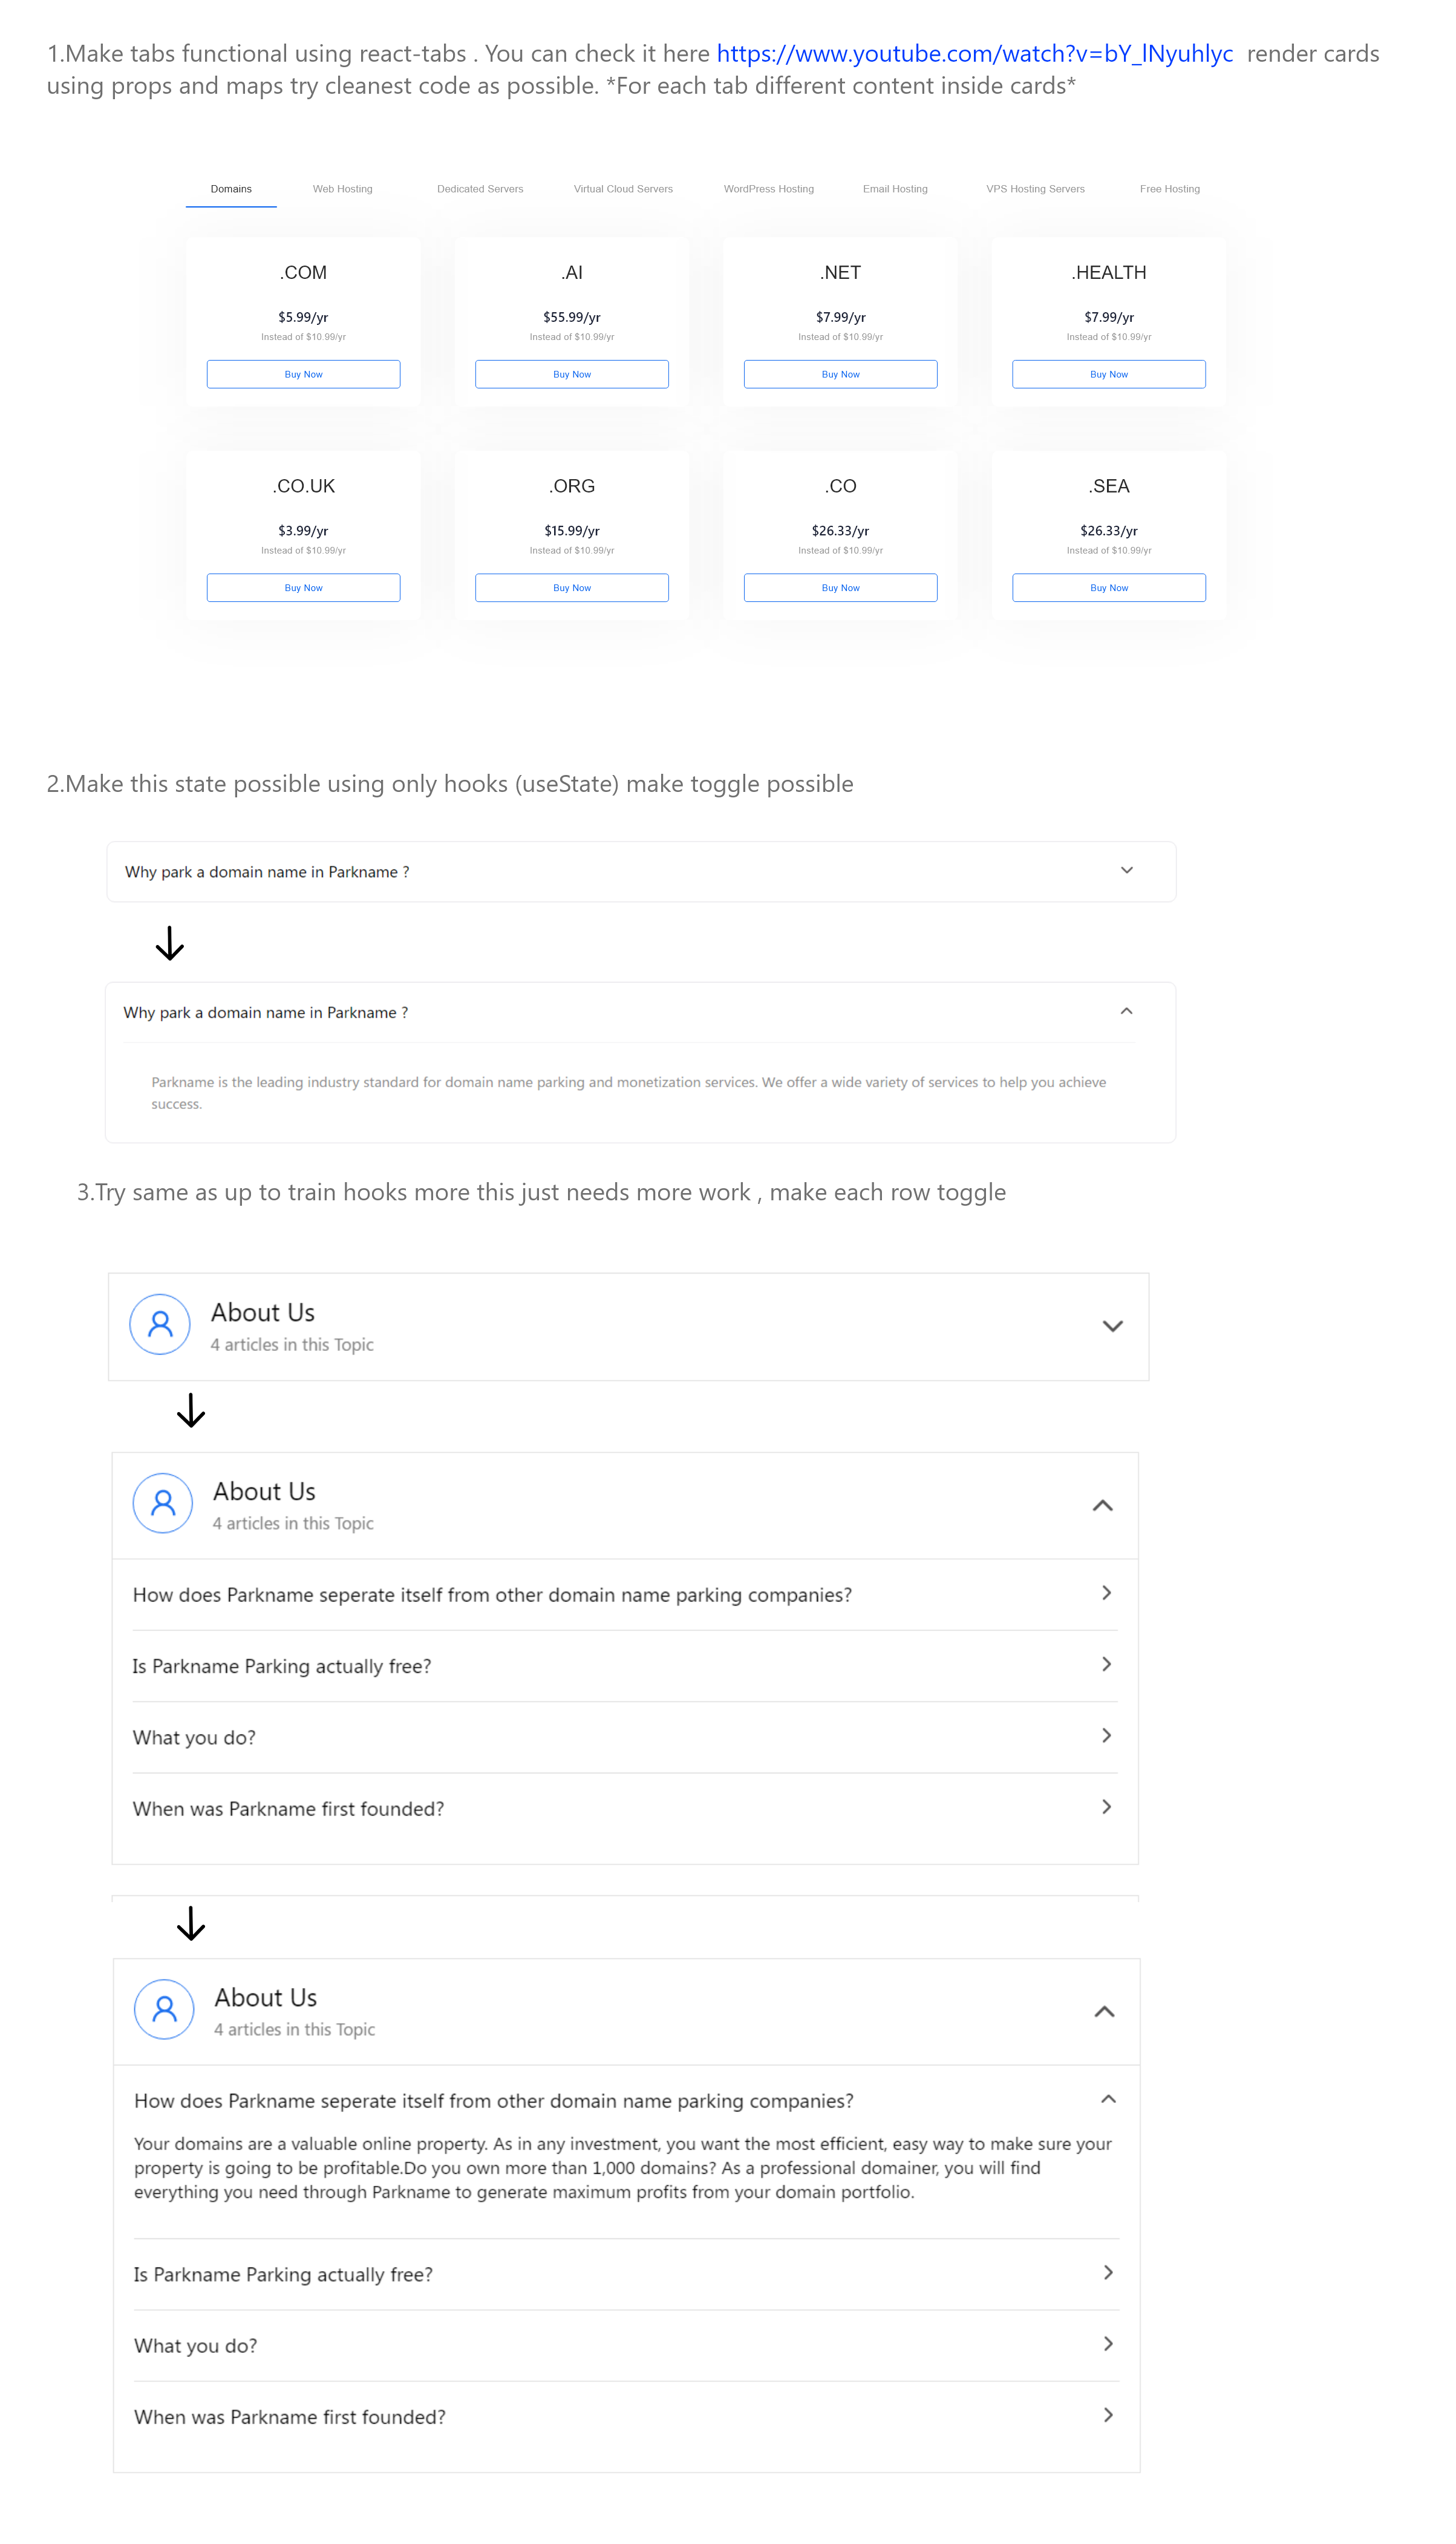 1.Make tabs functional using react-tabs . You can check it here https://www.youtube.com/watch?v=bY_lNyuhlyc render cards
using props and maps try cleanest code as possible. *For each tab different content inside cards*
Domains Web Hosting Dedicated Servers Virtual Cloud Servers WordPress Hosting Email Hosting VPS Hosting Servers Free Hosting
.COM .AI .NET .HEALTH
$5.99/yr $55.99/yr $7.99/yr $7.99/yr
Instead of $10.99/yr Instead of $10.99/yr Instead of $10.99/yr Instead of $10.99/yr
Buy Now Buy Now Buy Now Buy Now
.CO.UK .ORG .CO .SEA
$3.99/yr $15.99/yr $26.33/yr $26.33/yr
Instead of $10.99/yr Instead of $10.99/yr Instead of $10.99/yr Instead of $10.99/yr
Buy Now Buy Now Buy Now Buy Now
2.Make this state possible using only hooks (useState) make toggle possible
Why park a domain name in Parkname ?
Why park a domain name in Parkname ?
Parkname is the leading industry standard for domain name parking and monetization services. We offer a wide variety of services to help you achieve
success.
3.Try same as up to train hooks more this just needs more work , make each row toggle
About Us
4 articles in this Topic
About Us
4 articles in this Topic
How does Parkname seperate itself from other domain name parking companies?
Is Parkname Parking actually free?
What you do?
When was Parkname first founded?
About Us
4 articles in this Topic
How does Parkname seperate itself from other domain name parking companies?
Your domains are a valuable online property. As in any investment, you want the most efficient, easy way to make sure your
property is going to be profitable.Do you own more than 1,000 domains? As a professional domainer, you will find
everything you need through Parkname to generate maximum profits from your domain portfolio.
Is Parkname Parking actually free?
What you do?
When was Parkname first founded?